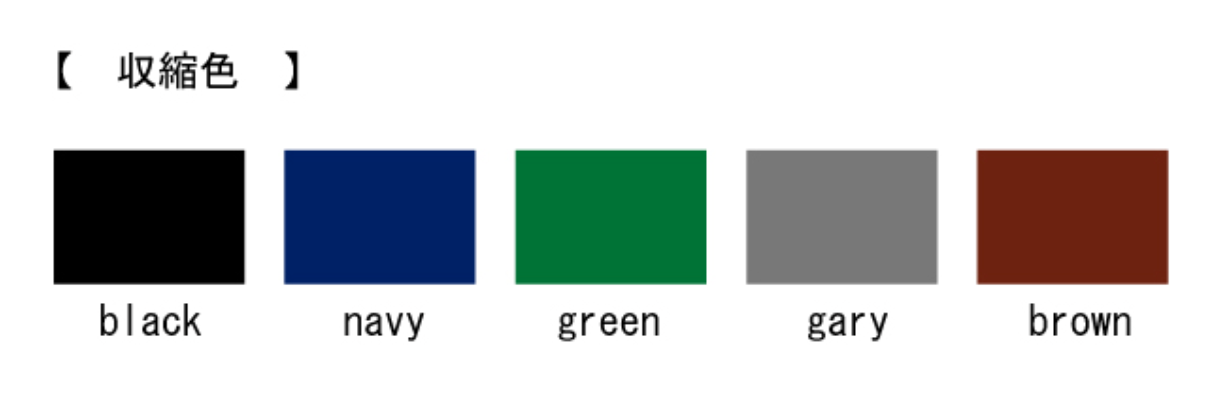 【 収縮色 】
black navy green gary brown